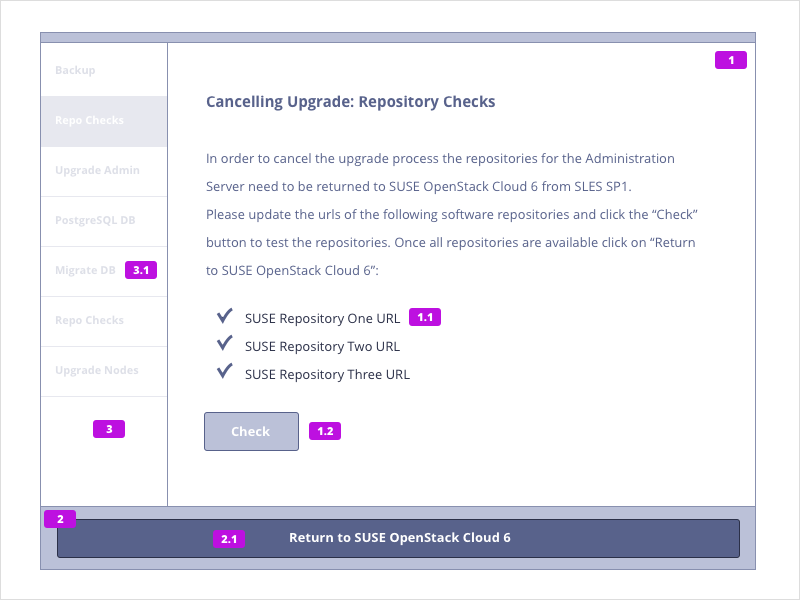 Backup
Repo Checks
Upgrade Admin
PostgreSQL DB
Migrate DB 3.1
Repo Checks
Upgrade Nodes
3
1
Cancelling Upgrade: Repository Checks
In order to cancel the upgrade process the repositories for the Administration
Server need to be returned to SUSE OpenStack Cloud 6 from SLES SP1.
Please update the urls of the following software repositories and click the “Check”
button to test the repositories. Once all repositories are available click on “Return
to SUSE OpenStack Cloud 6”:
SUSE Repository One URL 1.1
SUSE Repository Two URL
SUSE Repository Three URL
Check 1.2
2
2.1 Return to SUSE OpenStack Cloud 6